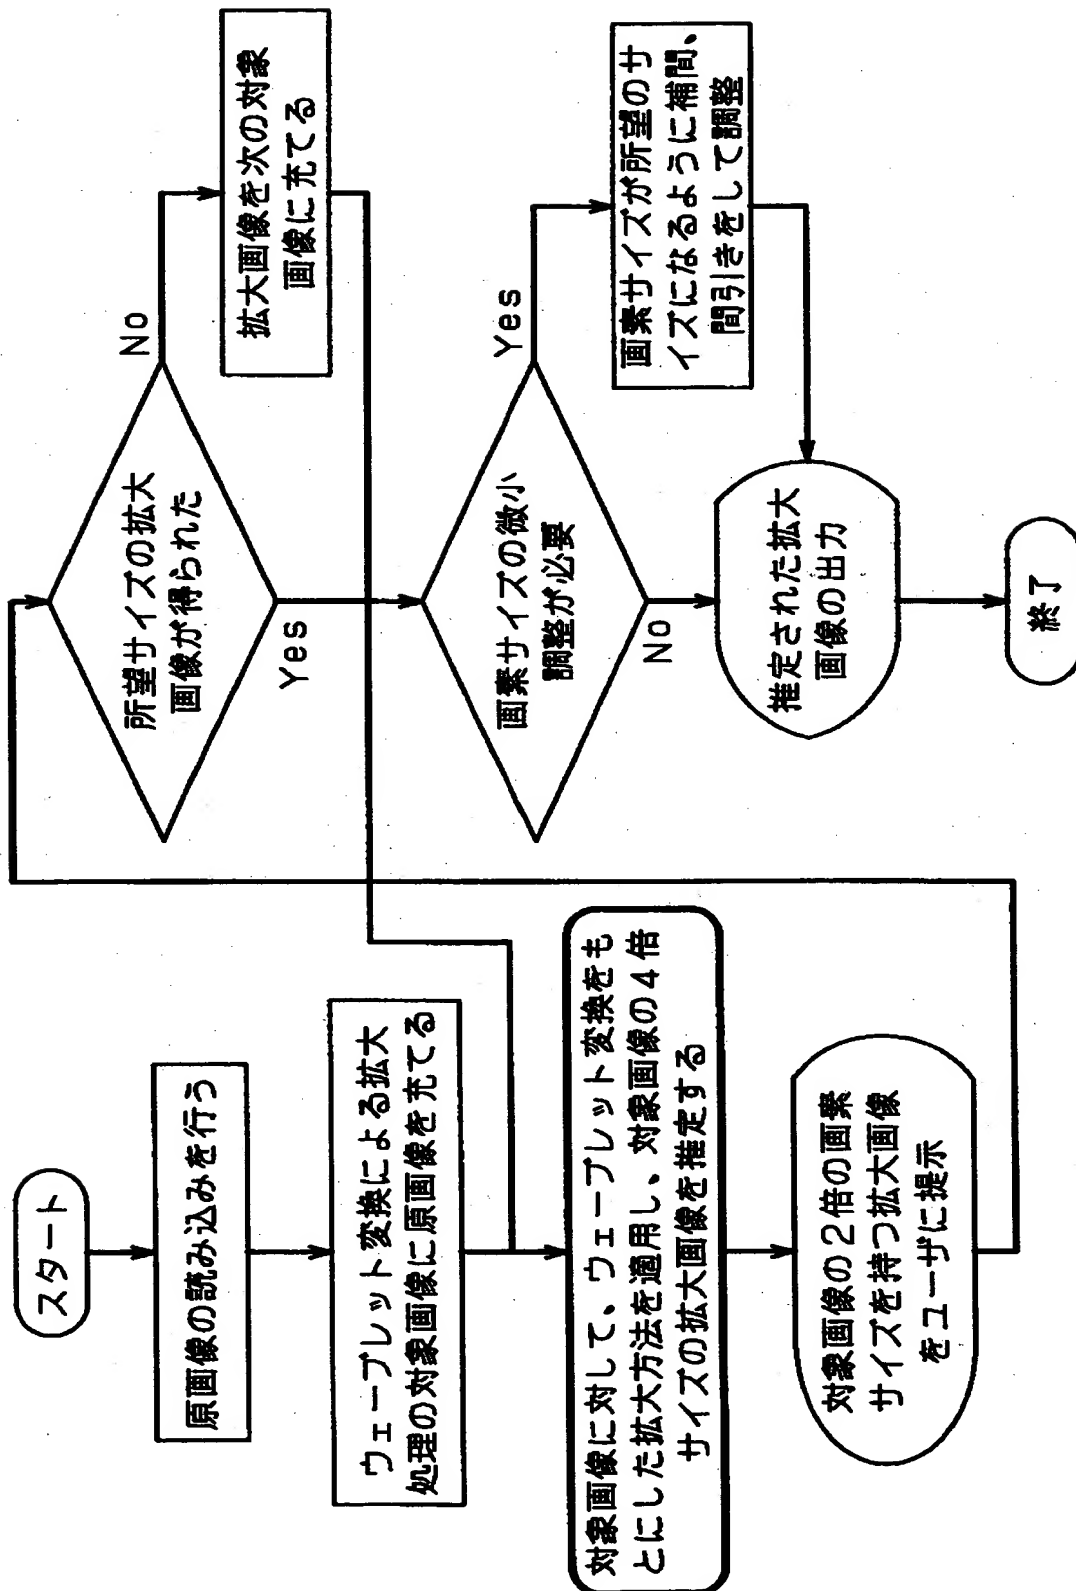 スタート
原画像の読み込みを行う
ウェーブレット変換による拡大
処理の対象画像に原画像を充てる
対象画像に対して、ウェーブレット変換をも
とにした拡大方法を適用し、対象画像の4倍
サイズの拡大画像を推定する
対象画像の2倍の画素
サイズを持つ拡大画像
をユーザに提示
所望サイズの拡大
画像が得られた
No
Yes
拡大画像を次の対象
画像に充てる
画素サイズの微小
調整が必要
Yes
No
画素サイズが所望のサ
イズになるように補間、
間引きをして調整
推定された拡大
画像の出力
終了